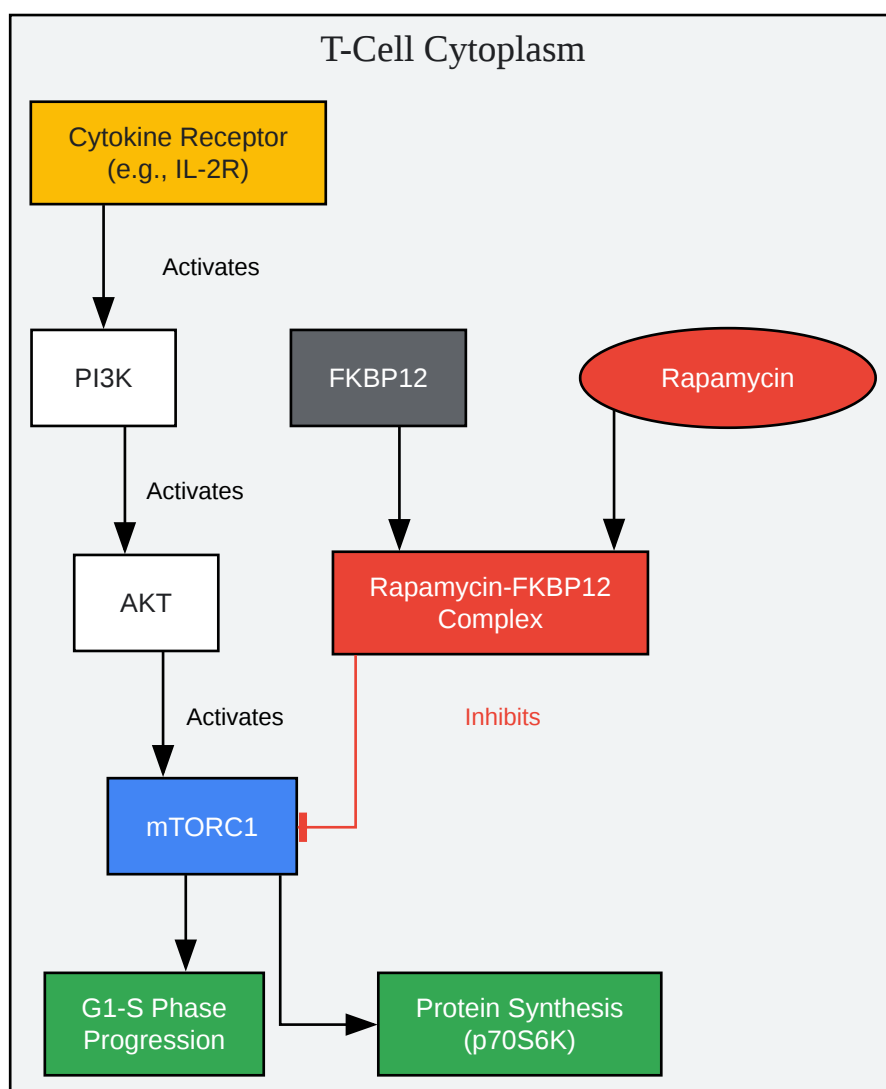 T-Cell Cytoplasm
Cytokine Receptor
(e.g., IL-2R)
Activates
PI3K
FKBP12
Rapamycin
Activates
AKT
Rapamycin-FKBP12
Complex
Activates
Inhibits
mTORC1
G1-S Phase
Progression
Protein Synthesis
(p70S6K)